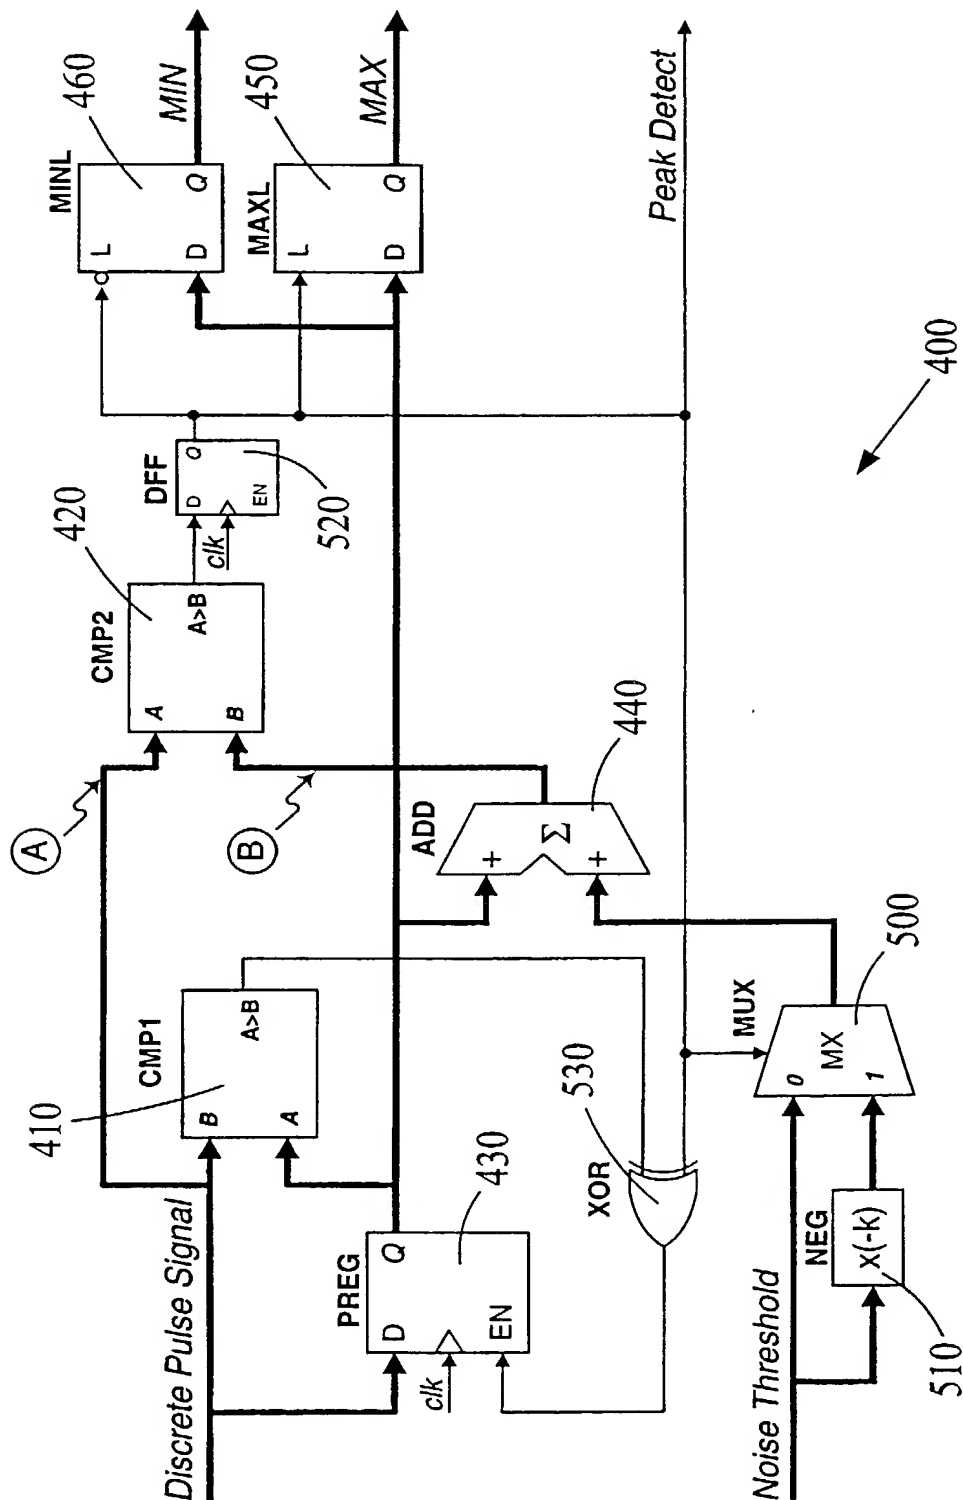 Discrete Pulse Signal
PREG
D
Q
clk
EN
430
410
CMP1
B
A
A>B
A
B
CMP2
420
A
B
A>B
DFF
D
Q
clk
EN
520
MINL
460
L
D
Q
MIN
MAXL
450
L
D
Q
MAX
Peak Detect
ADD
+
+
Σ
440
XOR
530
MUX
0
1
MX
500
Noise Threshold
NEG
x(-k)
510
400